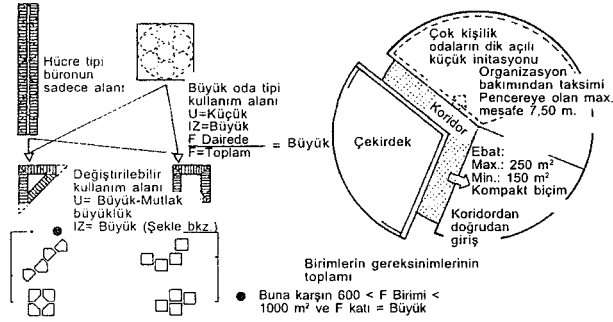 Hücre tipi
büronun
sadece alanı
Büyük oda tipi
kullanım alanı
U=Küçük
IZ=Büyük
F Dairede
F=Toplam
= Büyük
Değiştirilebilir
kullanım alanı
U= Büyük-Mutlak
büyüklük
IZ= Büyük (Şekle bkz.)
Çok kişilik
odaların dik açılı
küçük initasyonu
Organizasyon
bakımından taksimi
Pencereye olan max.
mesafe 7,50 m.
Koridor
Çekirdek
Ebat:
Max.: 250 m²
Min.: 150 m²
Kompakt biçim
Koridordan
doğrudan
giriş
Birimlerin gereksinimlerinin
toplamı
Buna karşın 600 < F Birimi <
1000 m² ve F katı = Büyük